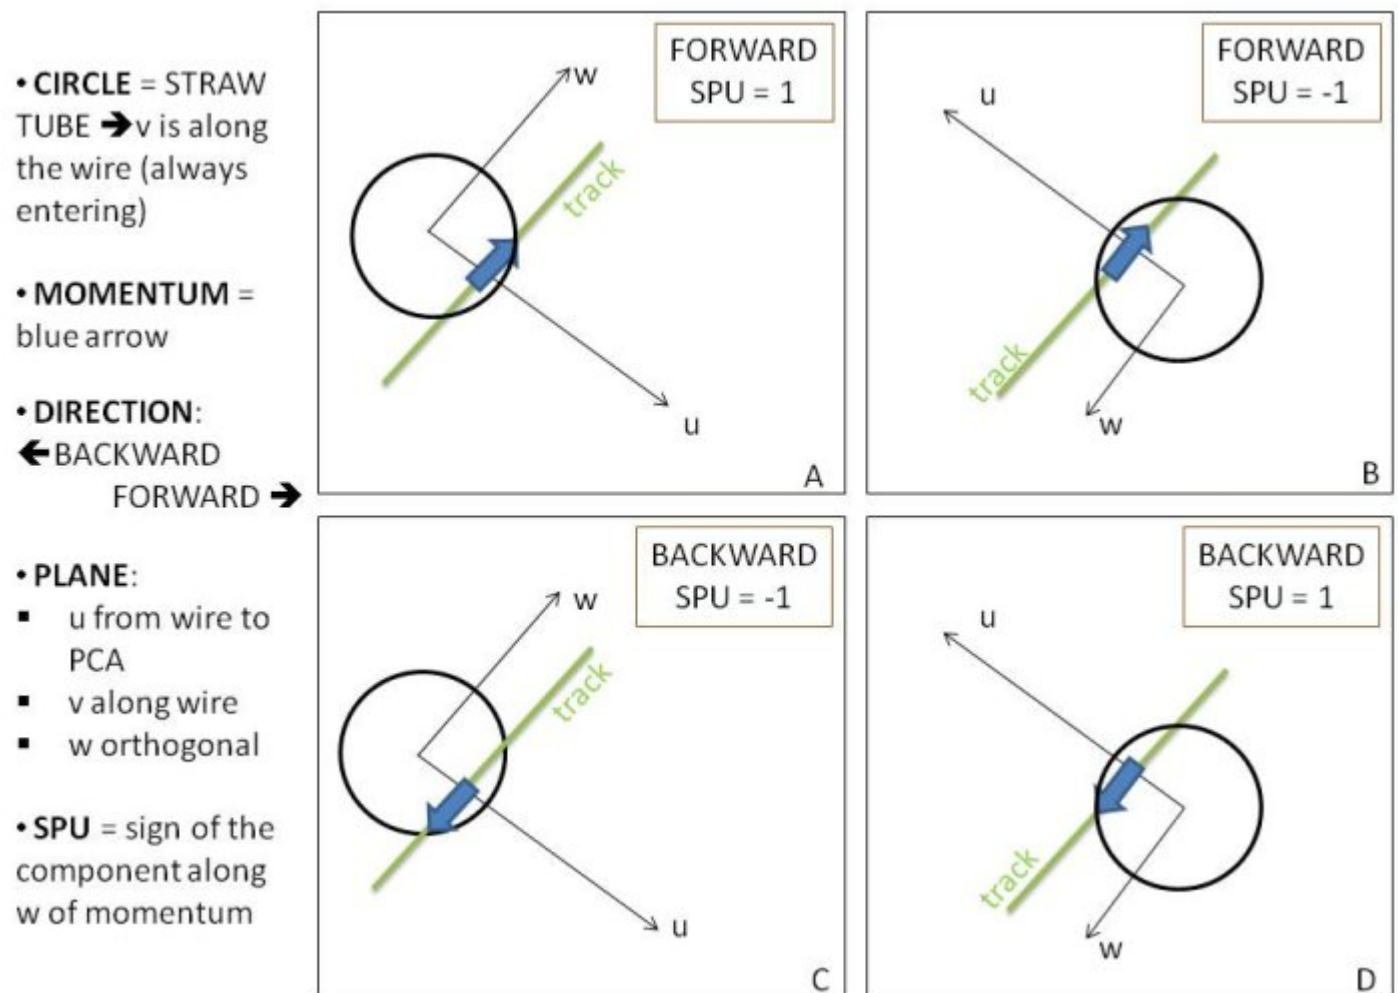 • CIRCLE = STRAW
TUBE ➔v is along
the wire (always
entering)
• MOMENTUM =
blue arrow
• DIRECTION:
🡸BACKWARD
FORWARD ➔
• PLANE:
▪ u from wire to
PCA
▪ v along wire
▪ w orthogonal
• SPU = sign of the
component along
w of momentum
FORWARD
SPU = 1
w
track
u
A
FORWARD
SPU = -1
u
track
w
B
BACKWARD
SPU = -1
w
track
u
C
BACKWARD
SPU = 1
u
track
w
D